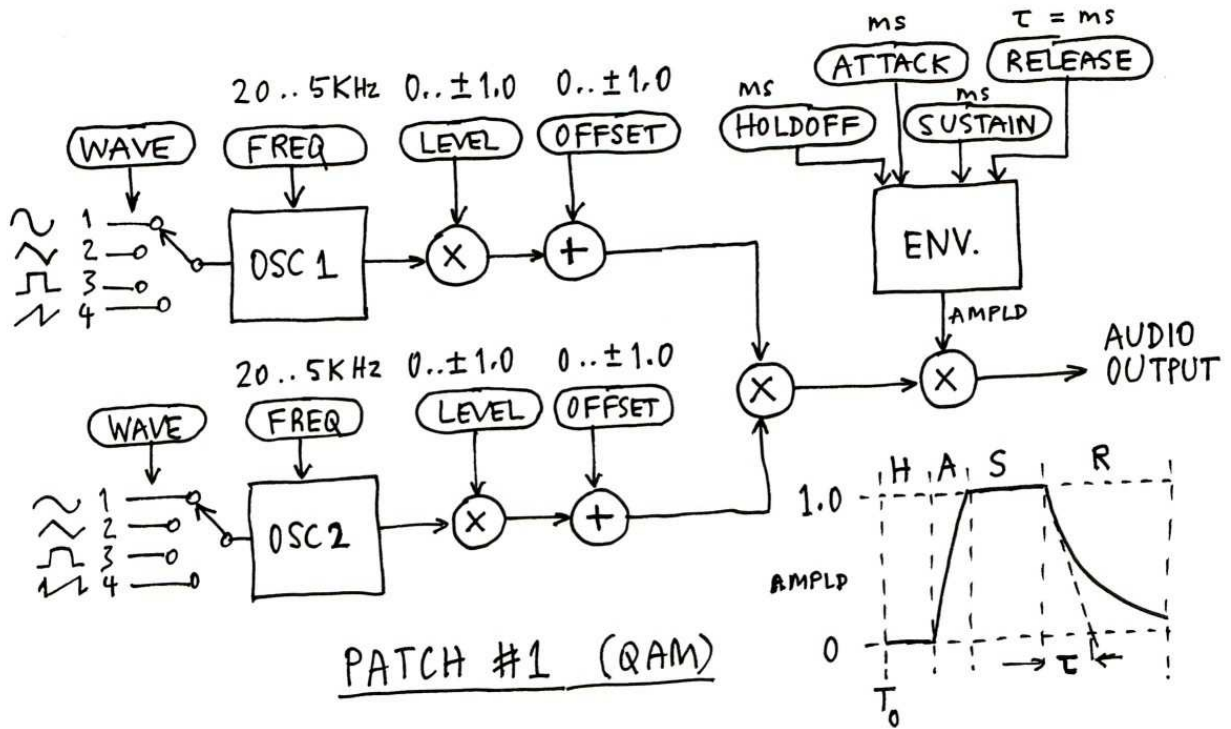 ms
τ = ms
ATTACK
RELEASE
ms
ms
HOLDOFF
SUSTAIN
20..5KHz 0..±1.0 0..±1.0
WAVE
FREQ
LEVEL
OFFSET
1
2
3
4
OSC 1
×
+
ENV.
AMPLD
×
×
AUDIO
OUTPUT
20..5KHz 0..±1.0 0..±1.0
WAVE
FREQ
LEVEL
OFFSET
1
2
3
4
OSC 2
×
+
H A S R
1.0
AMPLD
0
τ
T0
PATCH #1 (QAM)